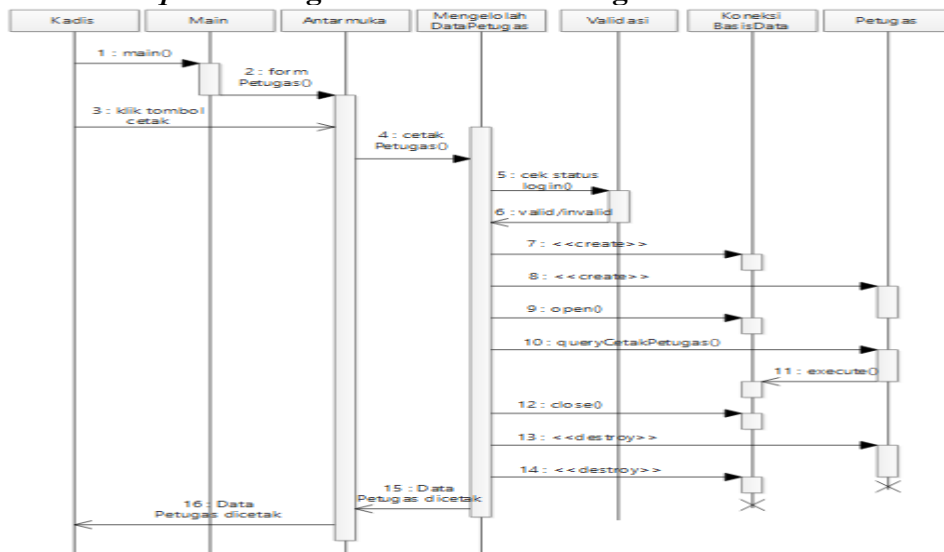 Kadis
Main
Antarmuka
Mengelolah
DataPetugas
Validasi
Koneksi
BasisData
Petugas
1 : main()
2 : form
Petugas()
3 : klik tombol
cetak
4 : cetak
Petugas()
5 : cek status
login()
6 : valid/invalid
7 : <<create>>
8 : <<create>>
9 : open()
10 : queryCetakPetugas()
11 : execute()
12 : close()
13 : <<destroy>>
14 : <<destroy>>
15 : Data
Petugas dicetak
16 : Data
Petugas dicetak